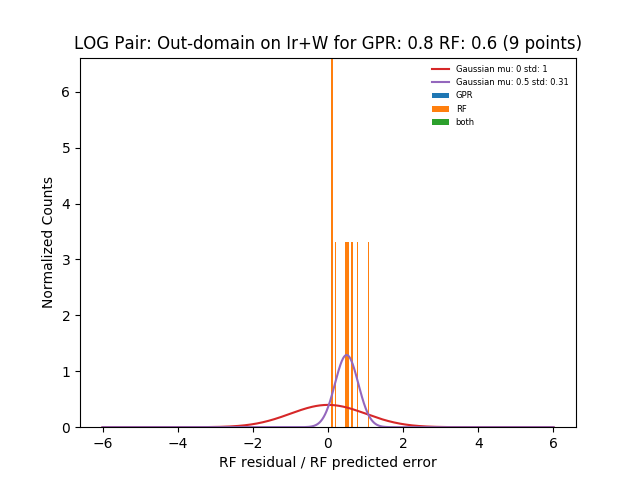 LOG Pair: Out-domain on Ir+W for GPR: 0.8 RF: 0.6 (9 points)
Gaussian mu: 0 std: 1
Gaussian mu: 0.5 std: 0.31
GPR
RF
both
Normalized Counts
6
5
4
3
2
1
0
−6
−4
−2
0
2
4
6
RF residual / RF predicted error